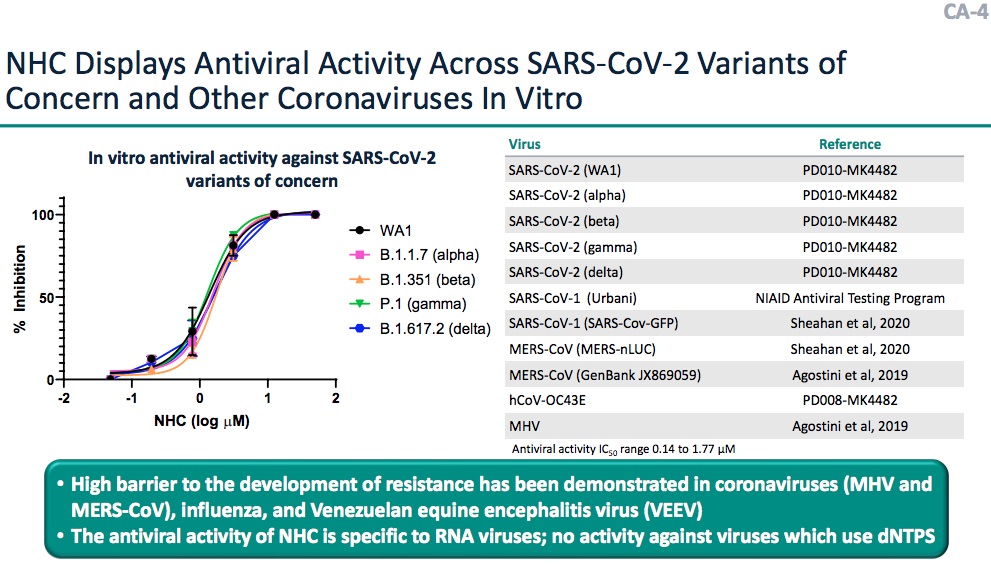 CA-4
NHC Displays Antiviral Activity Across SARS-CoV-2 Variants of
Concern and Other Coronaviruses In Vitro
In vitro antiviral activity against SARS-CoV-2
variants of concern
% Inhibition
100
50
0
-2 -1 0 1 2
NHC (log μM)
WA1
B.1.1.7 (alpha)
B.1.351 (beta)
P.1 (gamma)
B.1.617.2 (delta)
Virus Reference
SARS-CoV-2 (WA1) PD010-MK4482
SARS-CoV-2 (alpha) PD010-MK4482
SARS-CoV-2 (beta) PD010-MK4482
SARS-CoV-2 (gamma) PD010-MK4482
SARS-CoV-2 (delta) PD010-MK4482
SARS-CoV-1 (Urbani) NIAID Antiviral Testing Program
SARS-CoV-1 (SARS-Cov-GFP) Sheahan et al, 2020
MERS-CoV (MERS-nLUC) Sheahan et al, 2020
MERS-CoV (GenBank JX869059) Agostini et al, 2019
hCoV-OC43E PD008-MK4482
MHV Agostini et al, 2019
Antiviral activity IC50 range 0.14 to 1.77 μM
• High barrier to the development of resistance has been demonstrated in coronaviruses (MHV and
MERS-CoV), influenza, and Venezuelan equine encephalitis virus (VEEV)
• The antiviral activity of NHC is specific to RNA viruses; no activity against viruses which use dNTPS